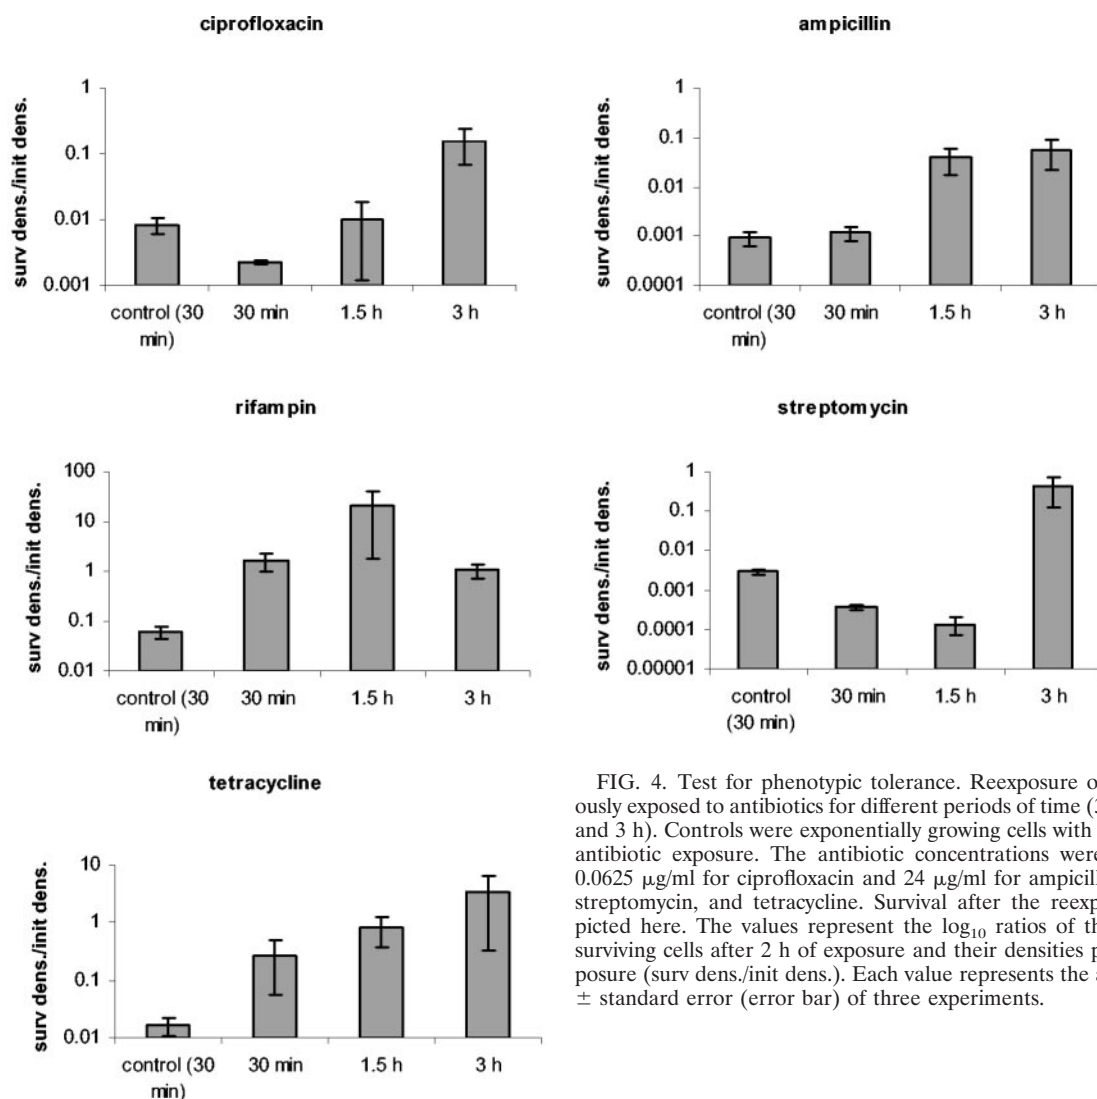 ciprofloxacin
surv dens./init dens.
1
0.1
0.01
0.001
control (30 min)
30 min
1.5 h
3 h
ampicillin
surv dens./init dens.
1
0.1
0.01
0.001
0.0001
control (30 min)
30 min
1.5 h
3 h
rifampin
surv dens./init dens.
100
10
1
0.1
0.01
control (30 min)
30 min
1.5 h
3 h
streptomycin
surv dens./init dens.
1
0.1
0.01
0.001
0.0001
0.00001
control (30 min)
30 min
1.5 h
3 h
tetracycline
surv dens./init dens.
10
1
0.1
0.01
control (30 min)
30 min
1.5 h
3 h
FIG. 4. Test for phenotypic tolerance. Reexposure o
ously exposed to antibiotics for different periods of time (3
and 3 h). Controls were exponentially growing cells with
antibiotic exposure. The antibiotic concentrations were
0.0625 μg/ml for ciprofloxacin and 24 μg/ml for ampicill
streptomycin, and tetracycline. Survival after the reexp
picted here. The values represent the log10 ratios of th
surviving cells after 2 h of exposure and their densities p
posure (surv dens./init dens.). Each value represents the a
± standard error (error bar) of three experiments.